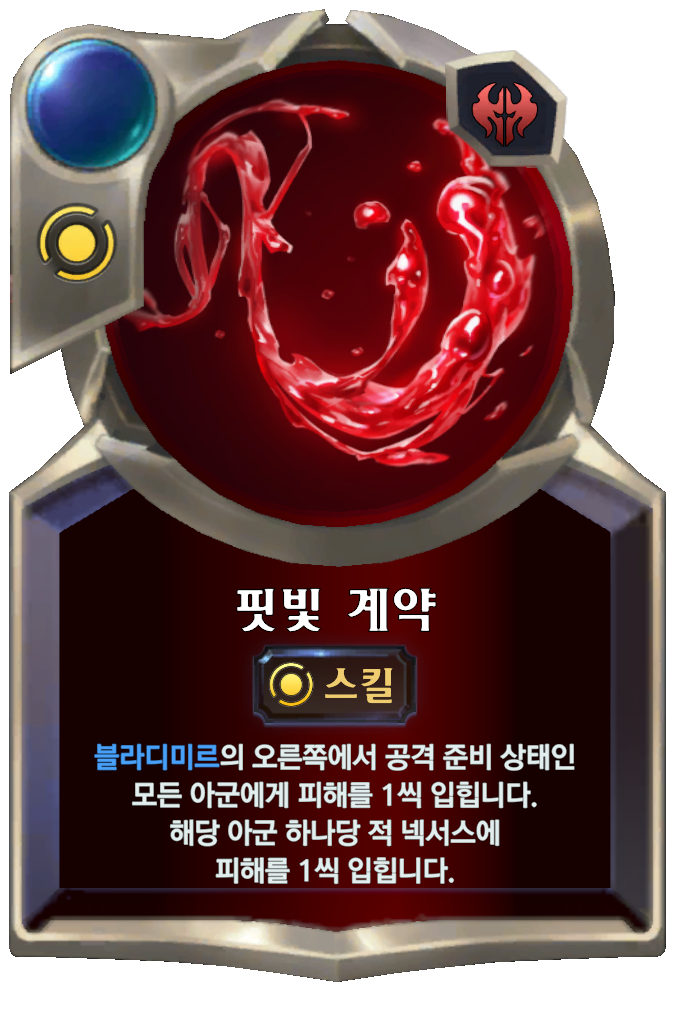 핏빛 계약
스킬
블라디미르의 오른쪽에서 공격 준비 상태인
모든 아군에게 피해를 1씩 입힙니다.
해당 아군 하나당 적 넥서스에
피해를 1씩 입힙니다.